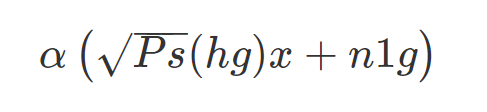 α (√Ps(hg)x + n1g)